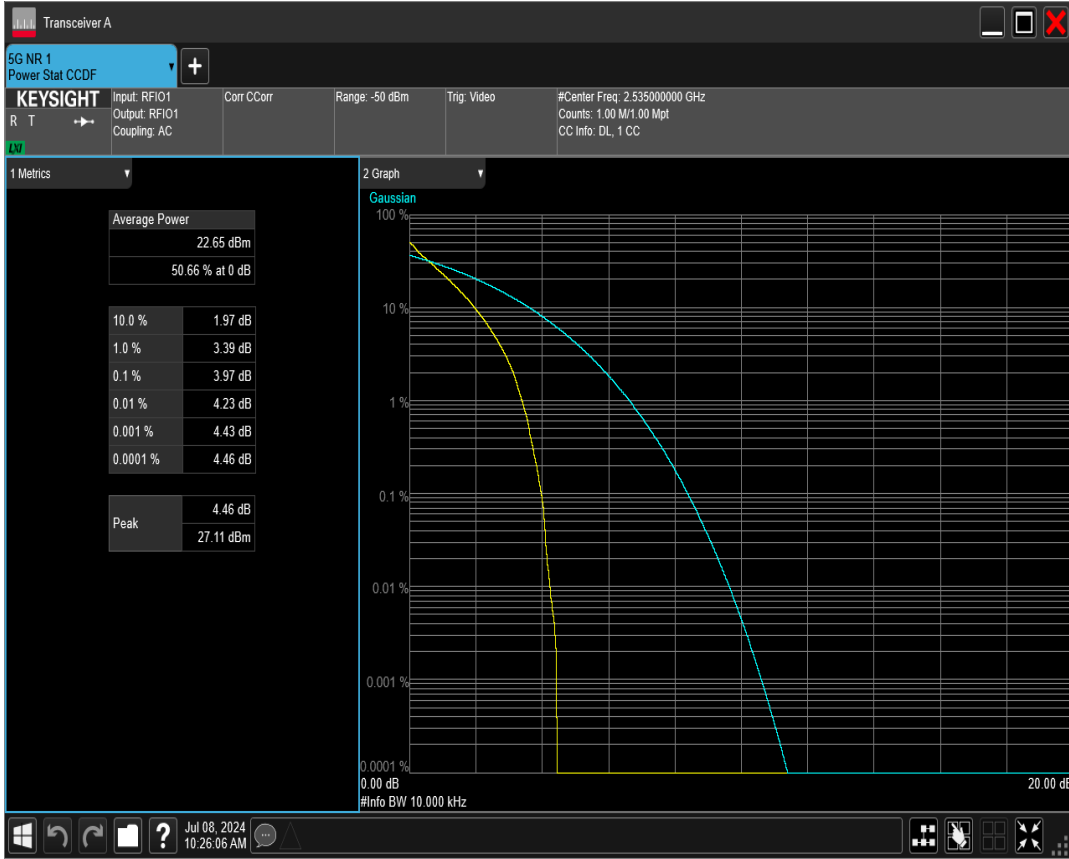 Transceiver A
5G NR 1
Power Stat CCDF
KEYSIGHT
R T
LXI
Input: RFIO1
Output: RFIO1
Coupling: AC
Corr CCorr
Range: -50 dBm
Trig: Video
#Center Freq: 2.535000000 GHz
Counts: 1.00 M/1.00 Mpt
CC Info: DL, 1 CC
1 Metrics
Average Power
22.65 dBm
50.66 % at 0 dB
10.0 % 1.97 dB
1.0 % 3.39 dB
0.1 % 3.97 dB
0.01 % 4.23 dB
0.001 % 4.43 dB
0.0001 % 4.46 dB
Peak
4.46 dB
27.11 dBm
2 Graph
Gaussian
100 %
10 %
1 %
0.1 %
0.01 %
0.001 %
0.0001 %
0.00 dB 20.00 dB
#Info BW 10.000 kHz
?
Jul 08, 2024
10:26:06 AM